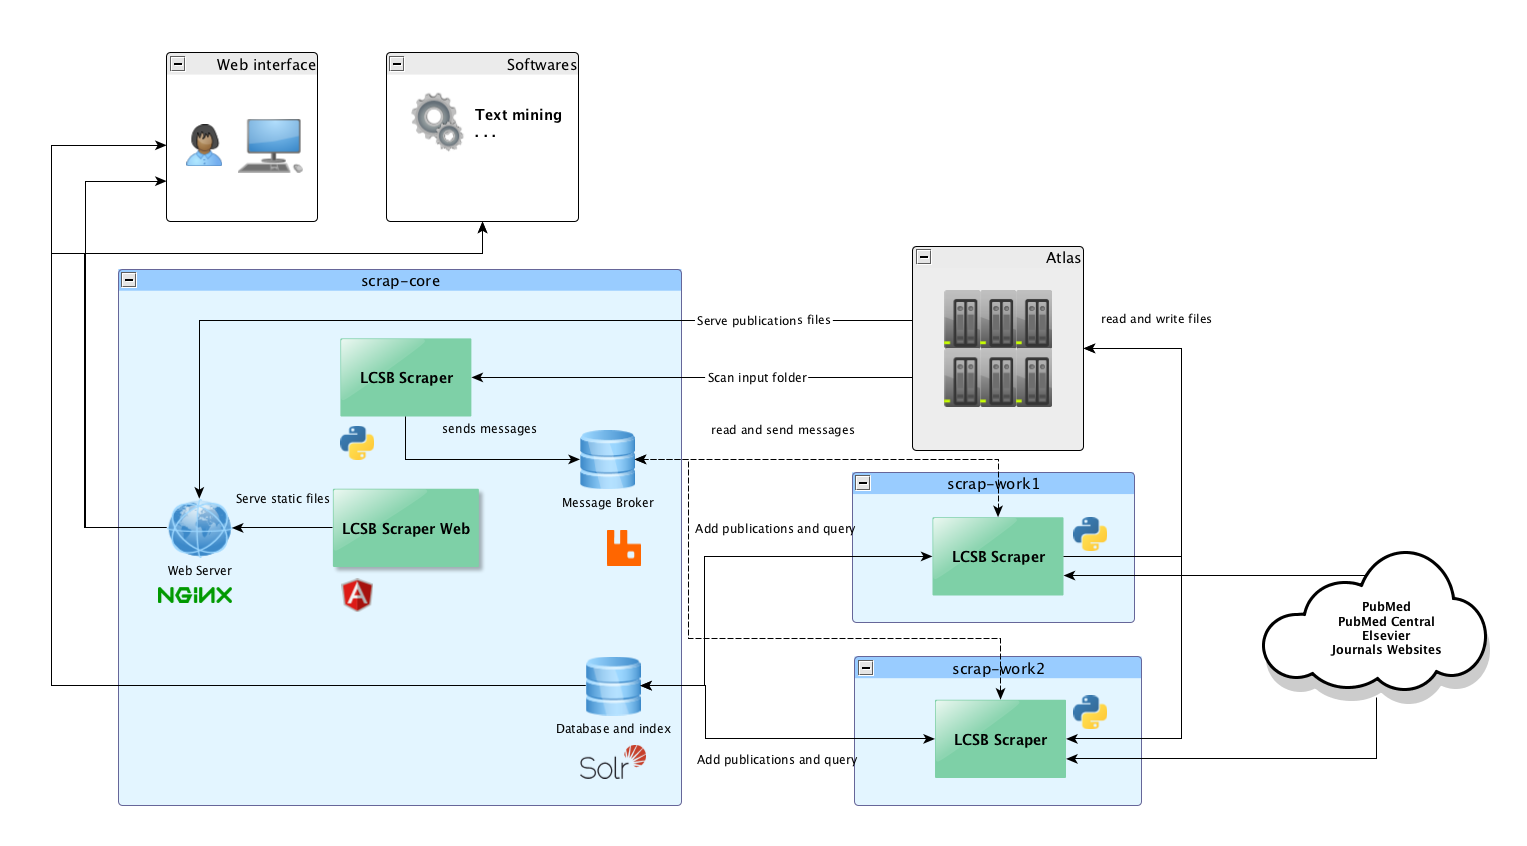 Web interface
Softwares
Text mining
...
Atlas
scrap-core
Serve publications files
read and write files
LCSB Scraper
Scan input folder
sends messages
read and send messages
Message Broker
Serve static files
LCSB Scraper Web
Web Server
NGiNX
scrap-work1
Add publications and query
LCSB Scraper
PubMed
PubMed Central
Elsevier
Journals Websites
scrap-work2
LCSB Scraper
Database and index
Solr
Add publications and query